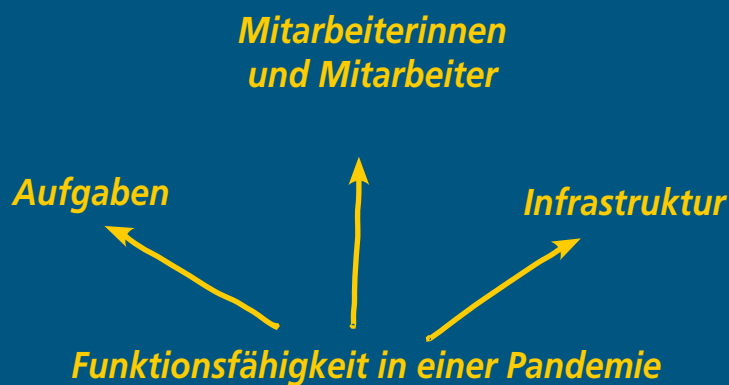 Mitarbeiterinnen
und Mitarbeiter
Aufgaben
Infrastruktur
Funktionsfähigkeit in einer Pandemie